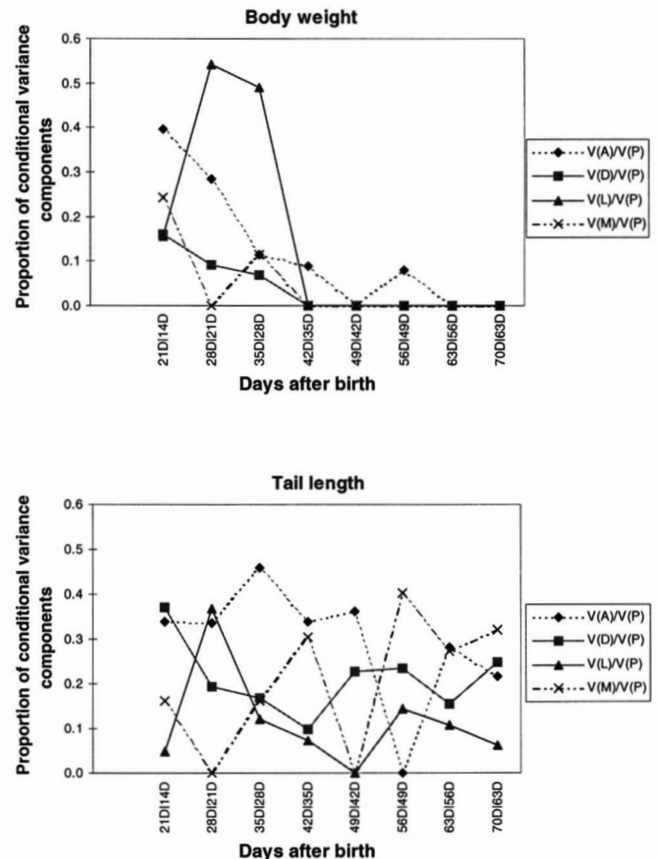 Body weight
Proportion of conditional variance
components
0.6
0.5
0.4
0.3
0.2
0.1
0.0
21D|14D
28D|21D
35D|28D
42D|35D
49D|42D
56D|49D
63D|56D
70D|63D
Days after birth
V(A)/V(P)
V(D)/V(P)
V(L)/V(P)
V(M)/V(P)
Tail length
Proportion of conditional variance
components
0.6
0.5
0.4
0.3
0.2
0.1
0.0
21D|14D
28D|21D
35D|28D
42D|35D
49D|42D
56D|49D
63D|56D
70D|63D
Days after birth
V(A)/V(P)
V(D)/V(P)
V(L)/V(P)
V(M)/V(P)